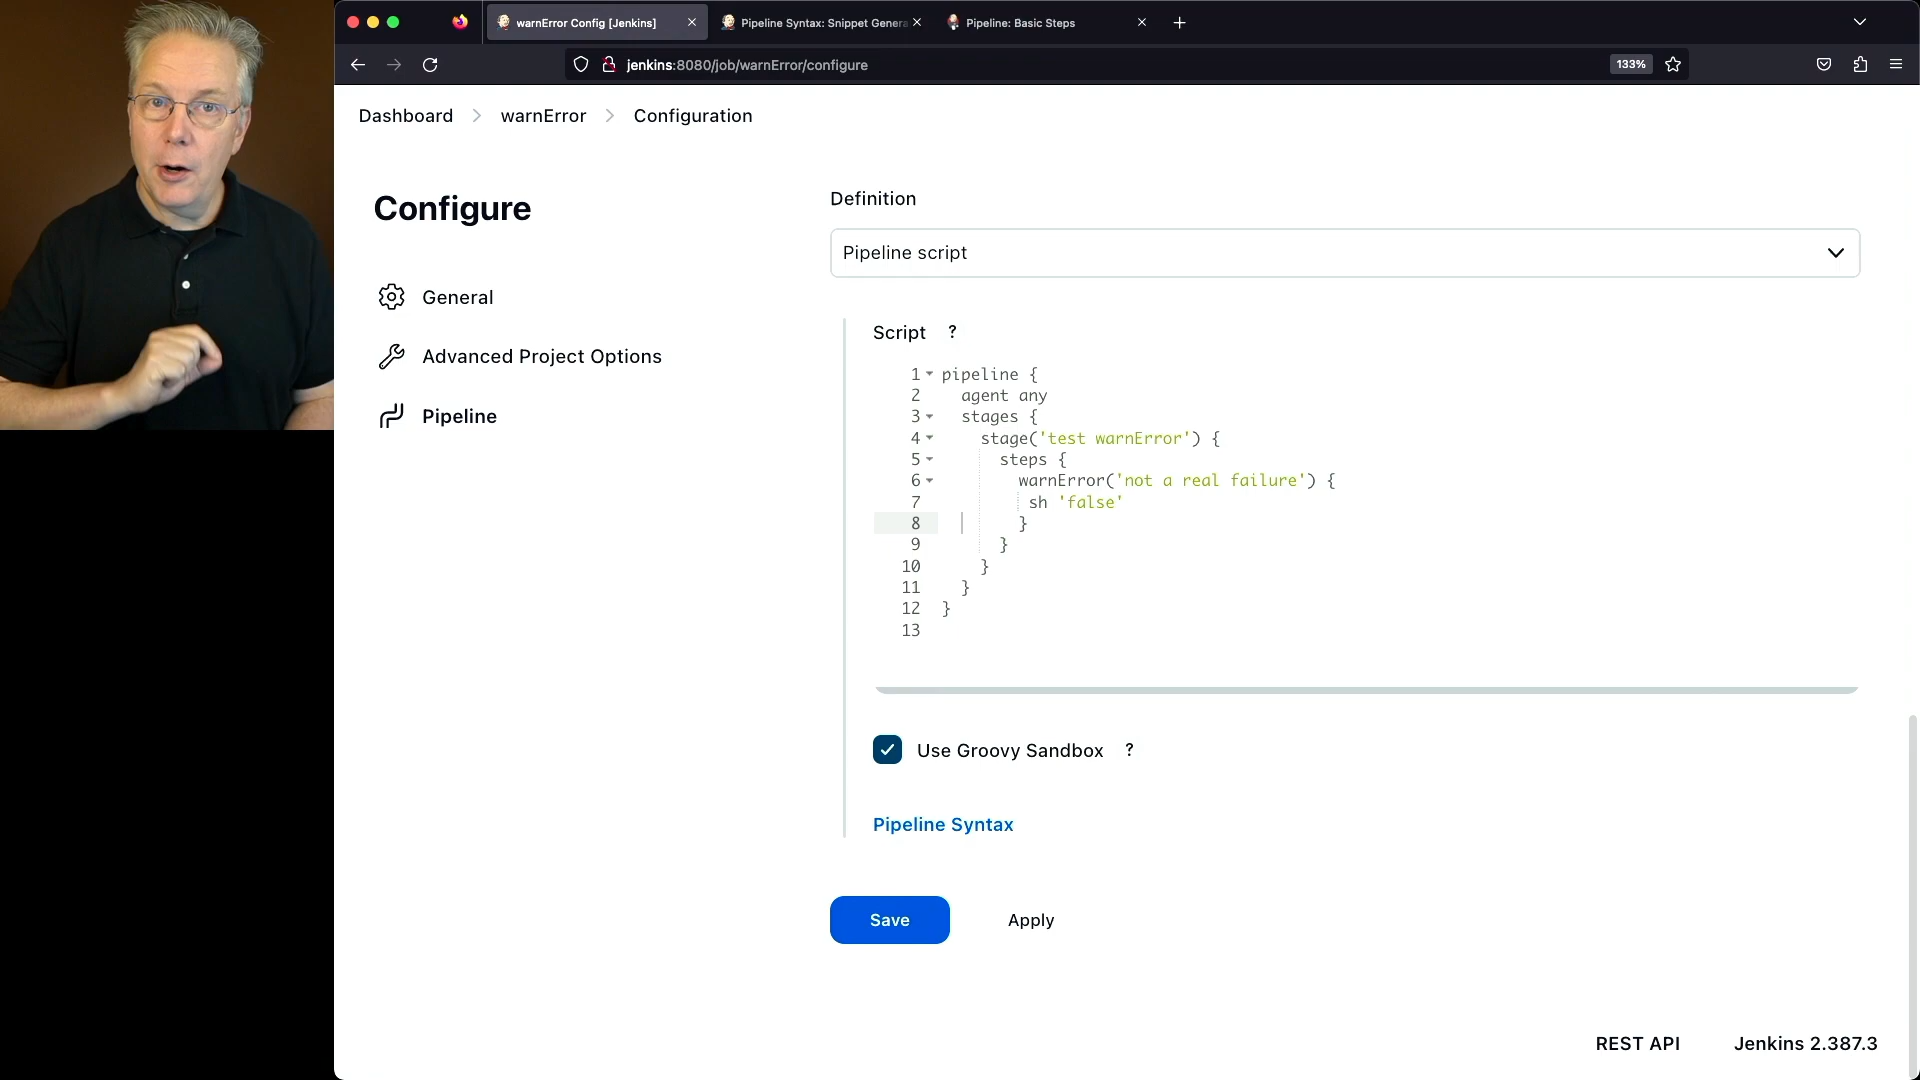 warnError Config [Jenkins]
Pipeline Syntax: Snippet Genera
Pipeline: Basic Steps
jenkins:8080/job/warnError/configure
133%
Dashboard
warnError
Configuration
Configure
General
Advanced Project Options
Pipeline
Definition
Pipeline script
Script ?
1 pipeline {
2 agent any
3 stages {
4 stage('test warnError') {
5 steps {
6 warnError('not a real failure') {
7 sh 'false'
8 }
9 }
10 }
11 }
12 }
13
Use Groovy Sandbox ?
Pipeline Syntax
Save
Apply
REST API
Jenkins 2.387.3